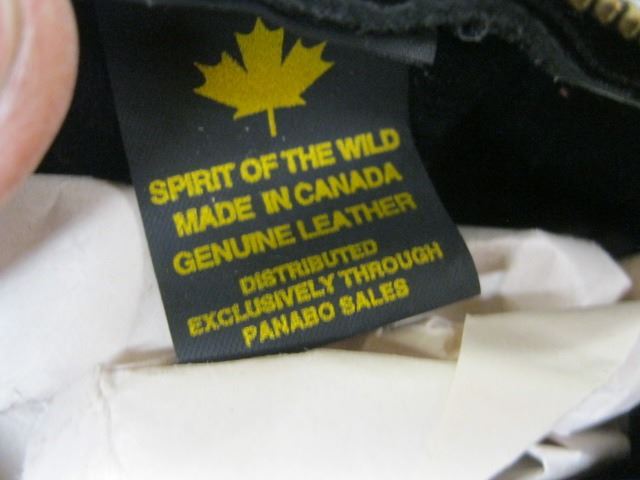 SPIRIT OF THE WILD
MADE IN CANADA
GENUINE LEATHER
DISTRIBUTED
EXCLUSIVELY THROUGH
PANABO SALES